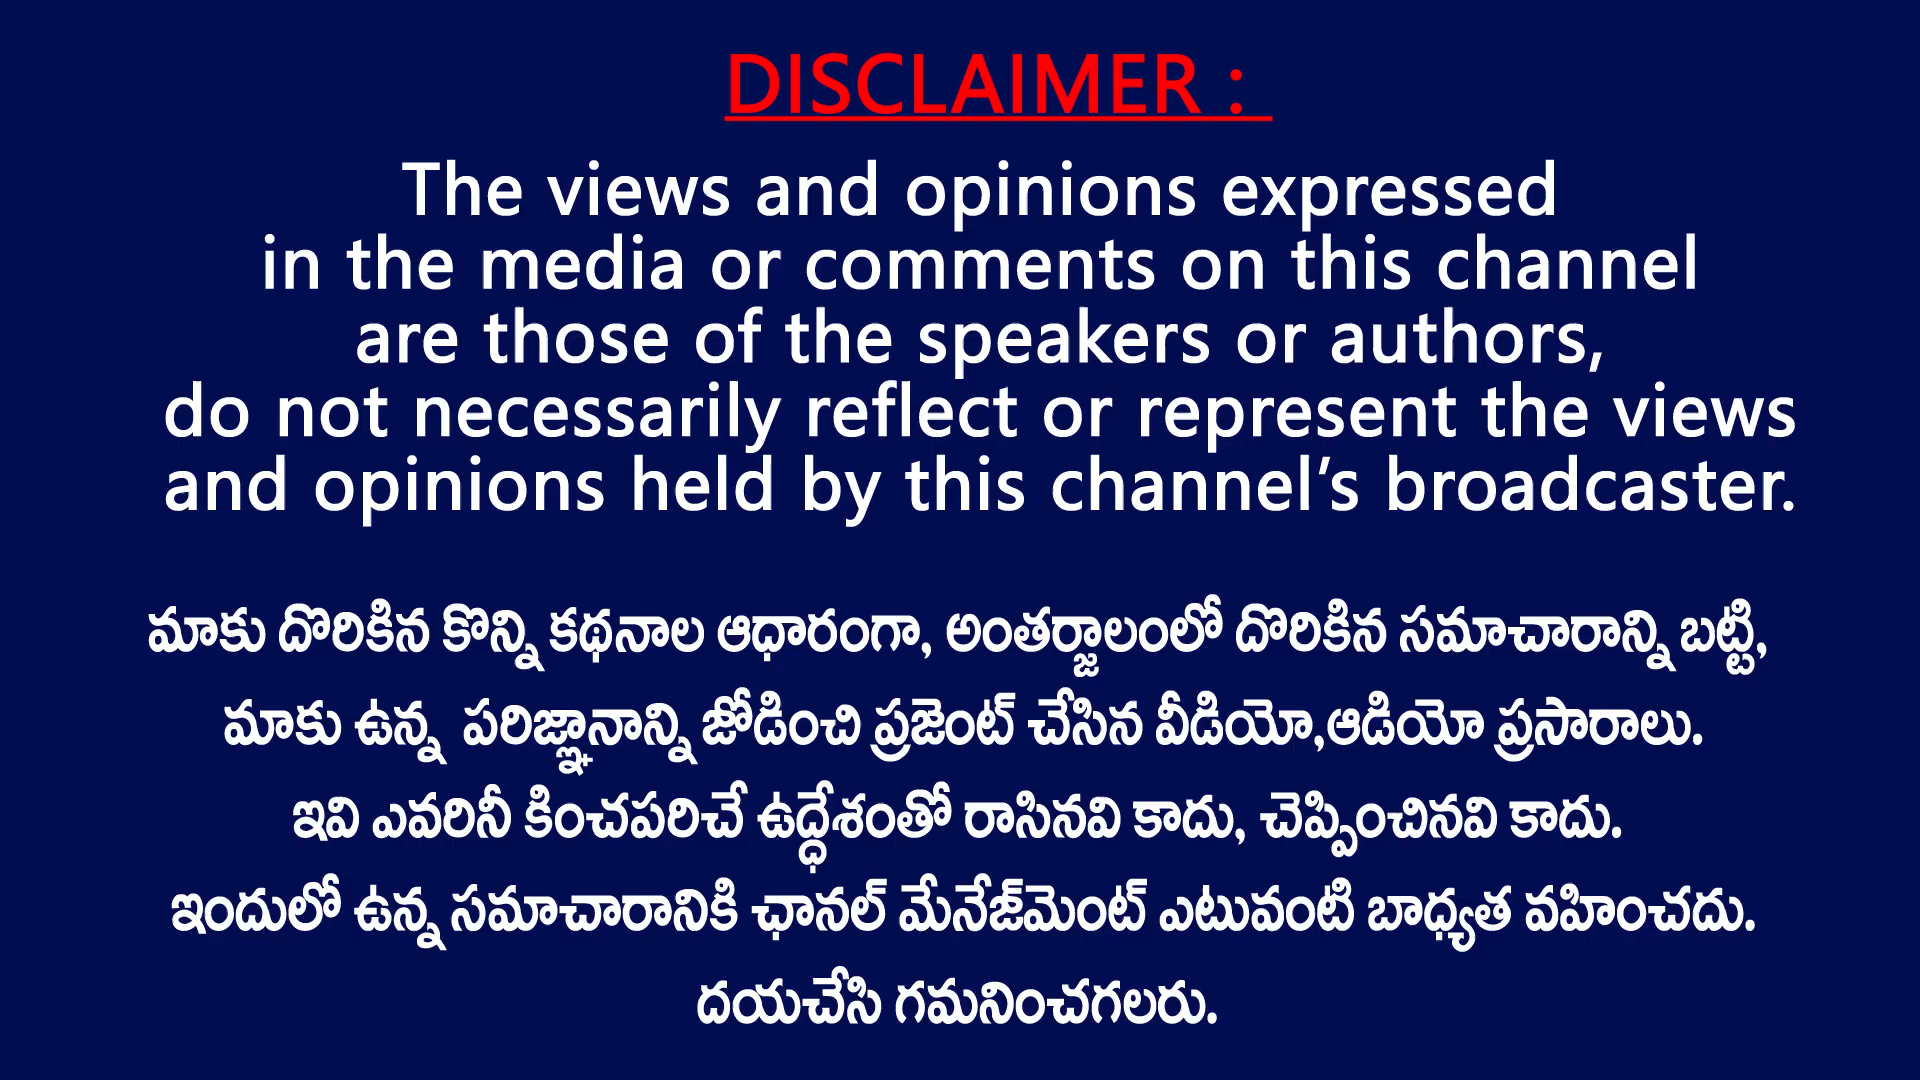 DISCLAIMER :
The views and opinions expressed
in the media or comments on this channel
are those of the speakers or authors,
do not necessarily reflect or represent the views
and opinions held by this channel’s broadcaster.
మాకు దొరికిన కొన్ని కథనాల ఆధారంగా, అంతర్జాలంలో దొరికిన సమాచారాన్ని బట్టి,
మాకు ఉన్న పరిజ్ఞానాన్ని జోడించి ప్రజెంట్ చేసిన వీడియో,ఆడియో ప్రసారాలు.
ఇవి ఎవరినీ కించపరిచే ఉద్ధేశంతో రాసినవి కాదు, చెప్పించినవి కాదు.
ఇందులో ఉన్న సమాచారానికి ఛానల్ మేనేజ్‌మెంట్ ఎటువంటి బాధ్యత వహించదు.
దయచేసి గమనించగలరు.